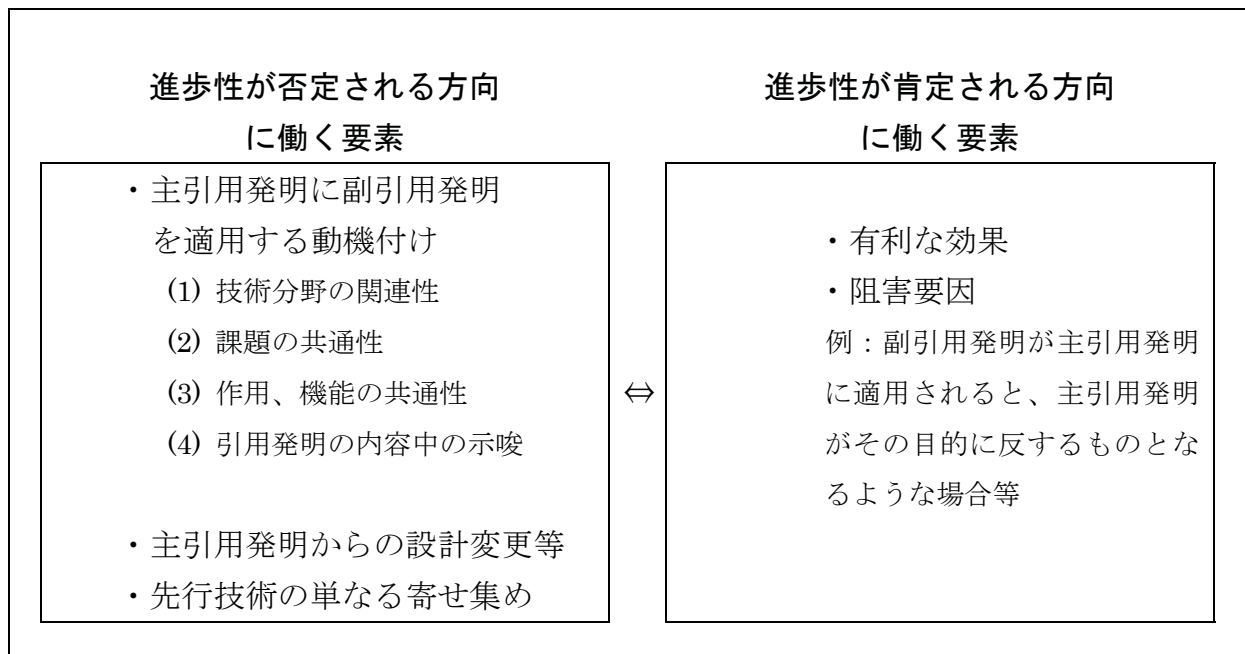 進歩性が否定される方向
に働く要素
・主引用発明に副引用発明
を適用する動機付け
(1) 技術分野の関連性
(2) 課題の共通性
(3) 作用、機能の共通性
(4) 引用発明の内容中の示唆
・主引用発明からの設計変更等
・先行技術の単なる寄せ集め
⇔
進歩性が肯定される方向
に働く要素
・有利な効果
・阻害要因
例：副引用発明が主引用発明
に適用されると、主引用発明
がその目的に反するものとな
るような場合等